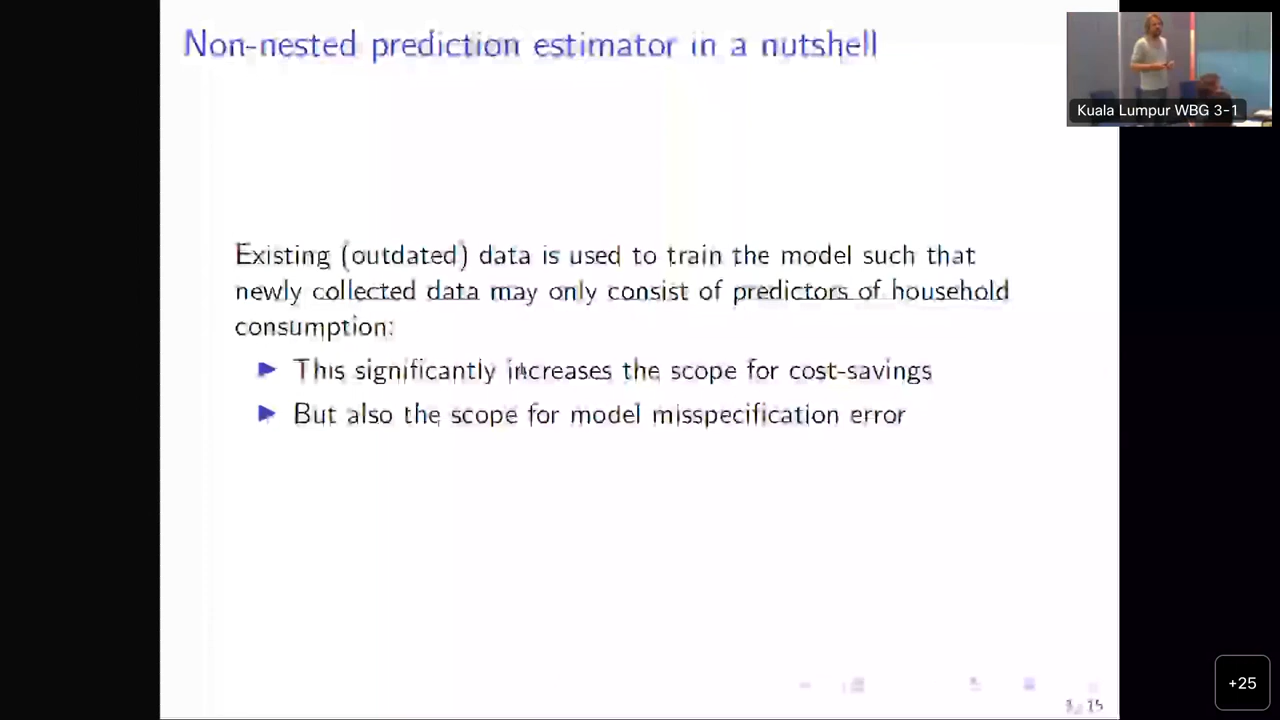 Non-nested prediction estimator in a nutshell
Kuala Lumpur WBG 3-1
Existing (outdated) data is used to train the model such that
newly collected data may only consist of predictors of household
consumption:
This significantly increases the scope for cost-savings
But also the scope for model misspecification error
+25